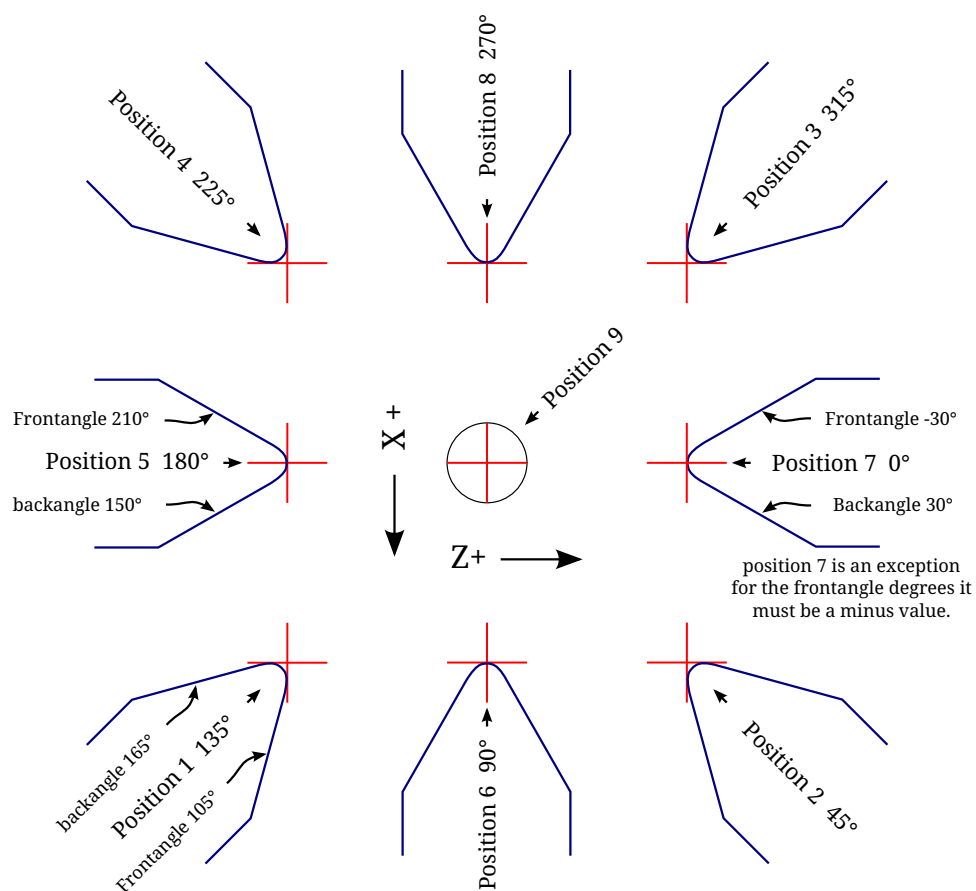 Position 4  225°
Position 8  270°
Position 3  315°
Position 9
Frontangle 210°
Position 5  180°
backangle 150°
X +
Z+
Frontangle -30°
Position 7  0°
Backangle 30°
position 7 is an exception
for the frontangle degrees it
must be a minus value.
backangle 165°
Position 1  135°
Frontangle 105°
Position 6  90°
Position 2  45°